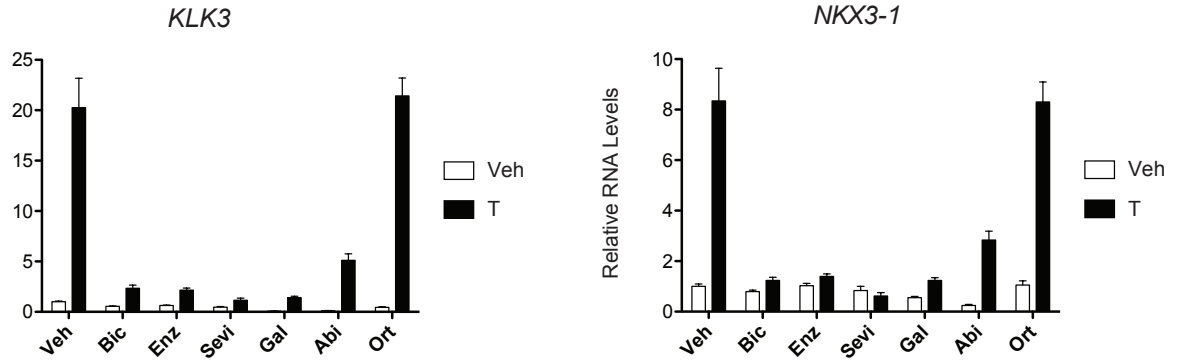 KLK3
25
20
15
10
5
0
Veh Bic Enz Sevi Gal Abi Ort
Veh
T
NKX3-1
Relative RNA Levels
10
8
6
4
2
0
Veh Bic Enz Sevi Gal Abi Ort
Veh
T